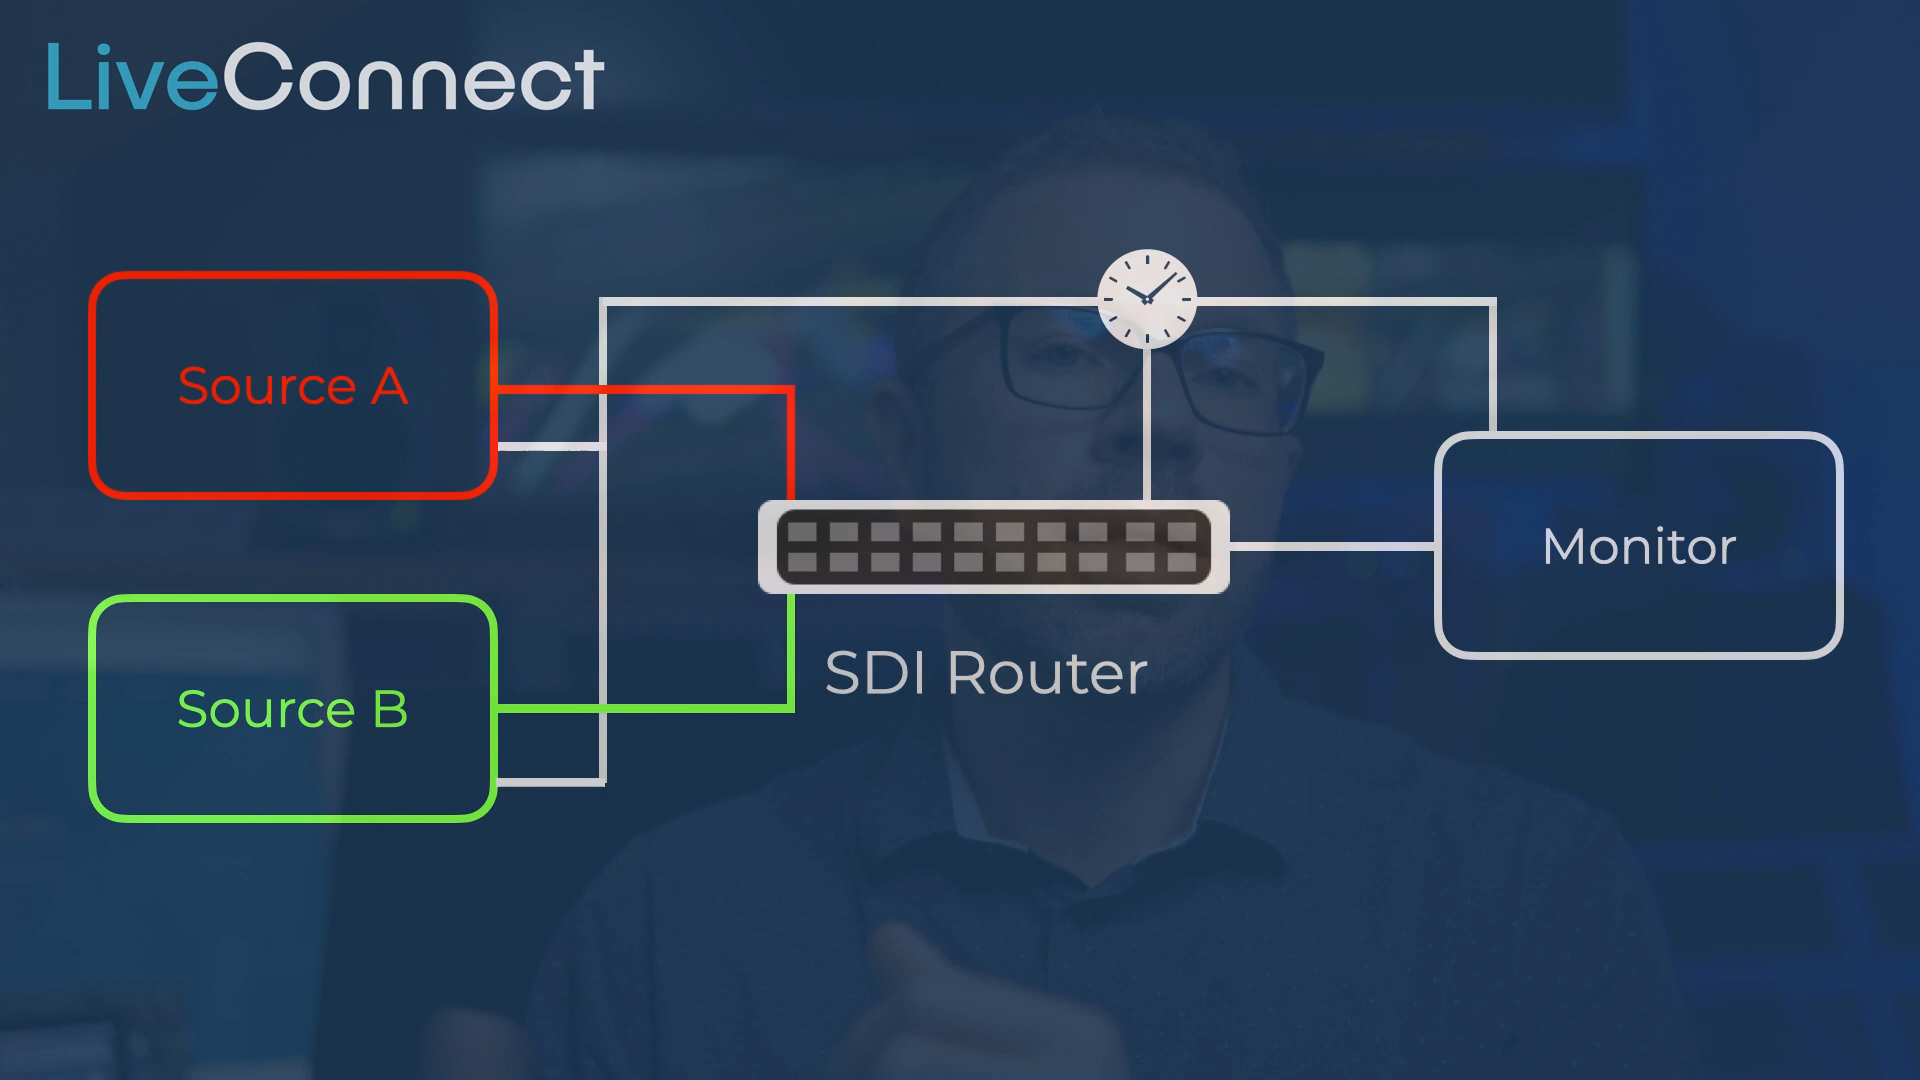 LiveConnect
Source A
Monitor
SDI Router
Source B